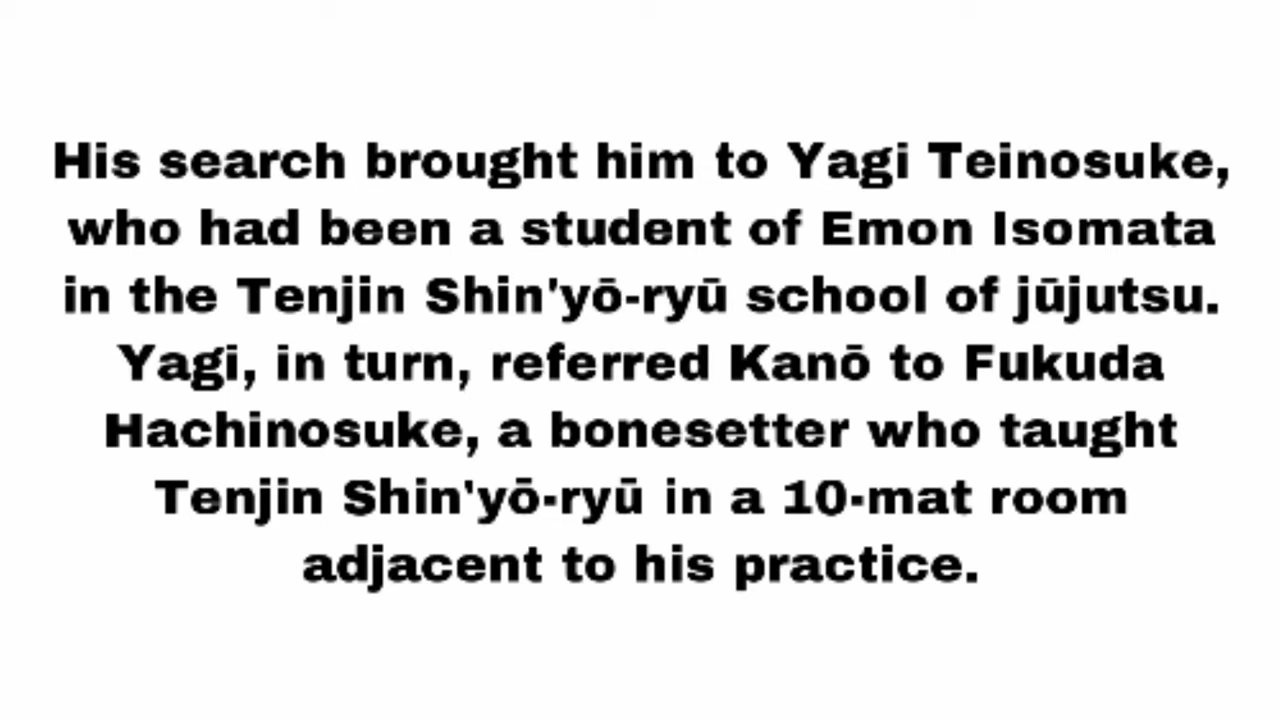 His search brought him to Yagi Teinosuke,
who had been a student of Emon Isomata
in the Tenjin Shin'yō-ryū school of jūjutsu.
Yagi, in turn, referred Kanō to Fukuda
Hachinosuke, a bonesetter who taught
Tenjin Shin'yō-ryū in a 10-mat room
adjacent to his practice.